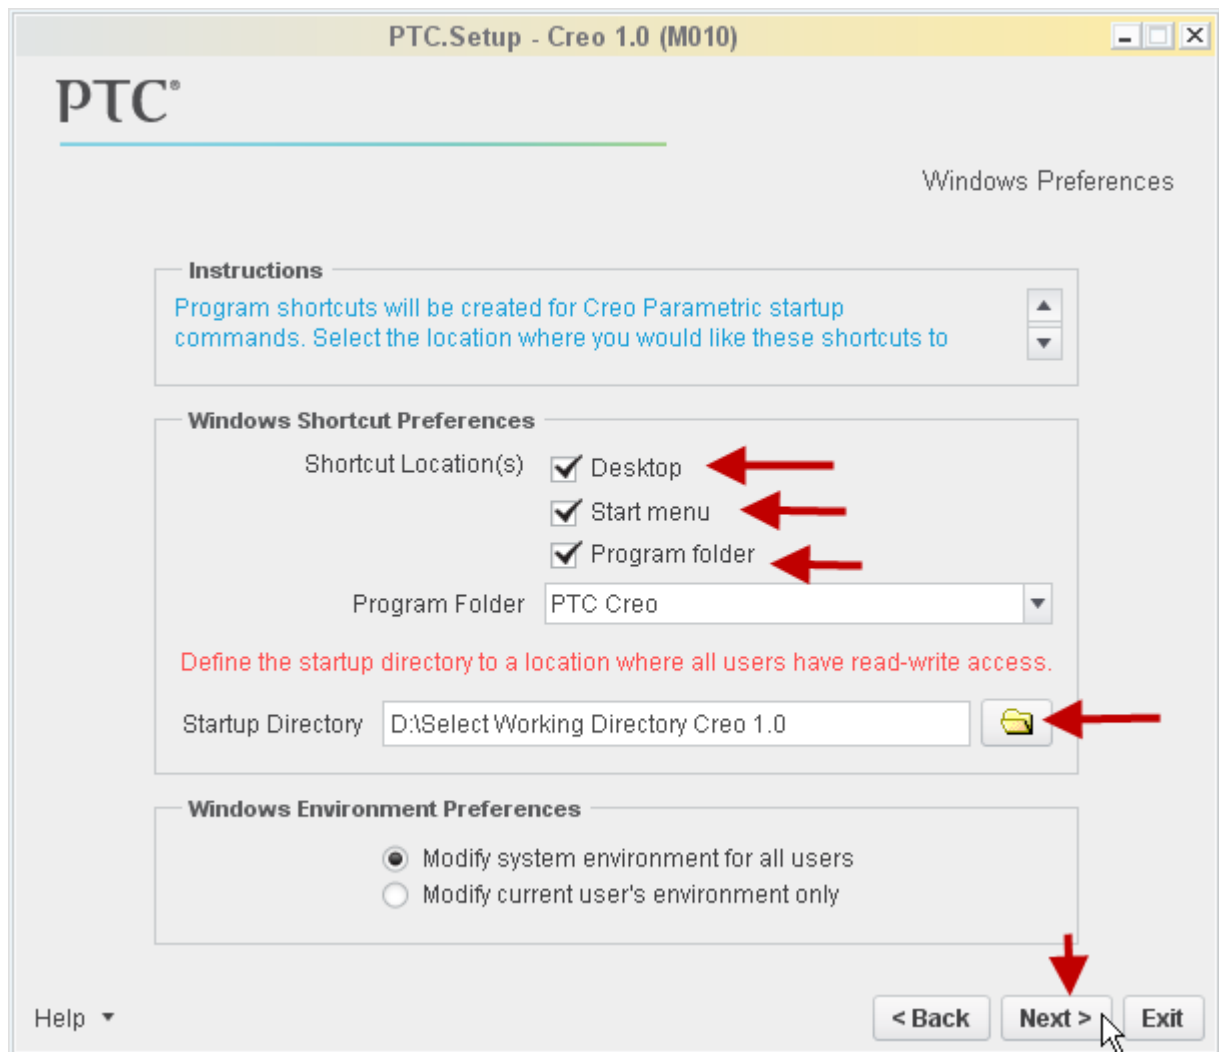 PTC.Setup - Creo 1.0 (M010)
PTC®
Windows Preferences
Instructions
Program shortcuts will be created for Creo Parametric startup
commands. Select the location where you would like these shortcuts to
Windows Shortcut Preferences
Shortcut Location(s) Desktop
Start menu
Program folder
Program Folder PTC Creo
Define the startup directory to a location where all users have read-write access.
Startup Directory D:\Select Working Directory Creo 1.0
Windows Environment Preferences
Modify system environment for all users
Modify current user's environment only
Help < Back Next > Exit